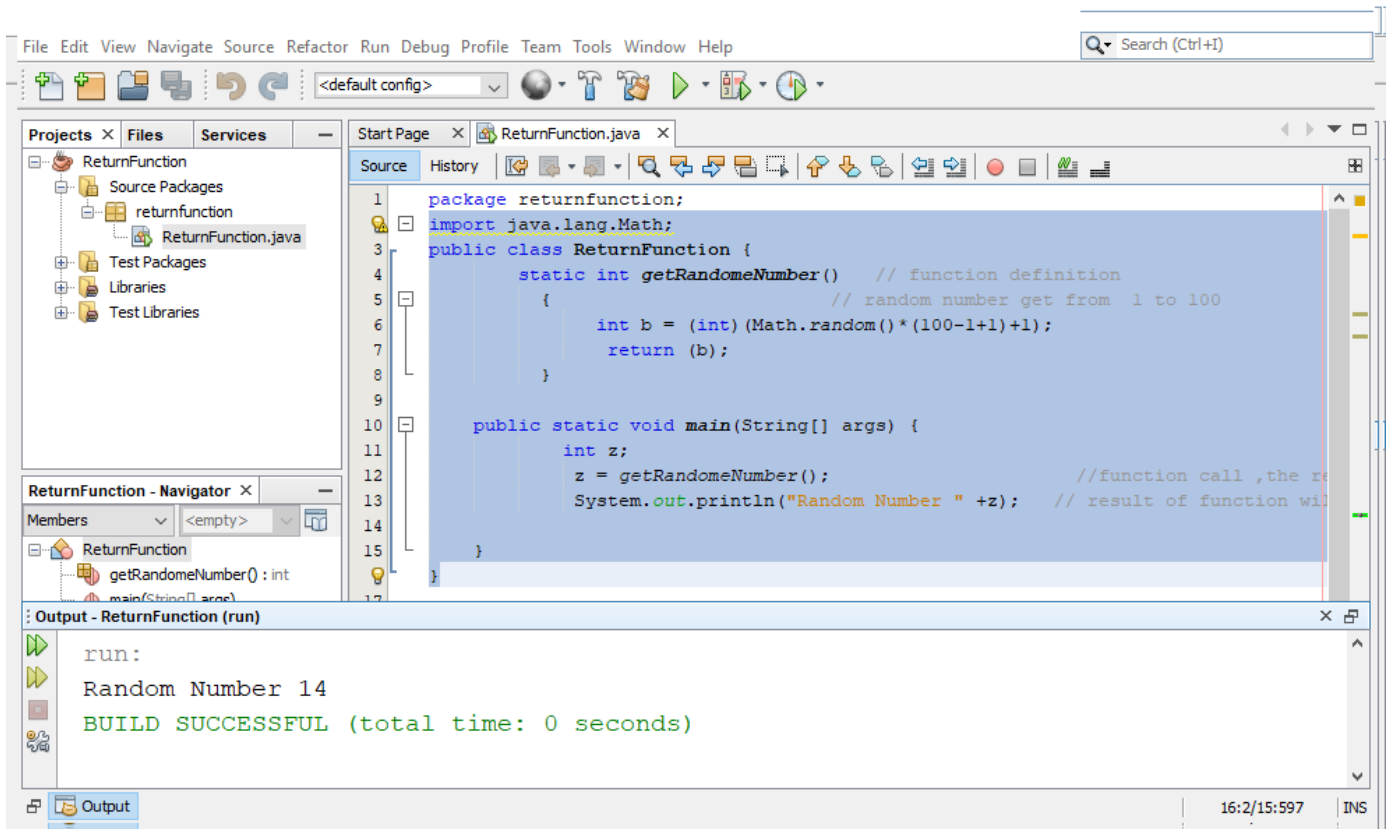 File Edit View Navigate Source Refactor Run Debug Profile Team Tools Window Help
Search (Ctrl+I)
<default config>
Projects Files Services
ReturnFunction
Source Packages
returnfunction
ReturnFunction.java
Test Packages
Libraries
Test Libraries
Start Page ReturnFunction.java
Source History
1 package returnfunction;
import java.lang.Math;
3 public class ReturnFunction {
4 static int getRandomeNumber() // function definition
5 { // random number get from 1 to 100
6 int b = (int)(Math.random()*(100-1+1)+1);
7 return (b);
8 }
9
10 public static void main(String[] args) {
11 int z;
12 z = getRandomeNumber(); //function call ,the re
13 System.out.println("Random Number " +z); // result of function wil
14
15 }
}
17
ReturnFunction - Navigator
Members <empty>
ReturnFunction
getRandomeNumber() : int
main(String[] args)
Output - ReturnFunction (run)
run:
Random Number 14
BUILD SUCCESSFUL (total time: 0 seconds)
Output
16:2/15:597 INS